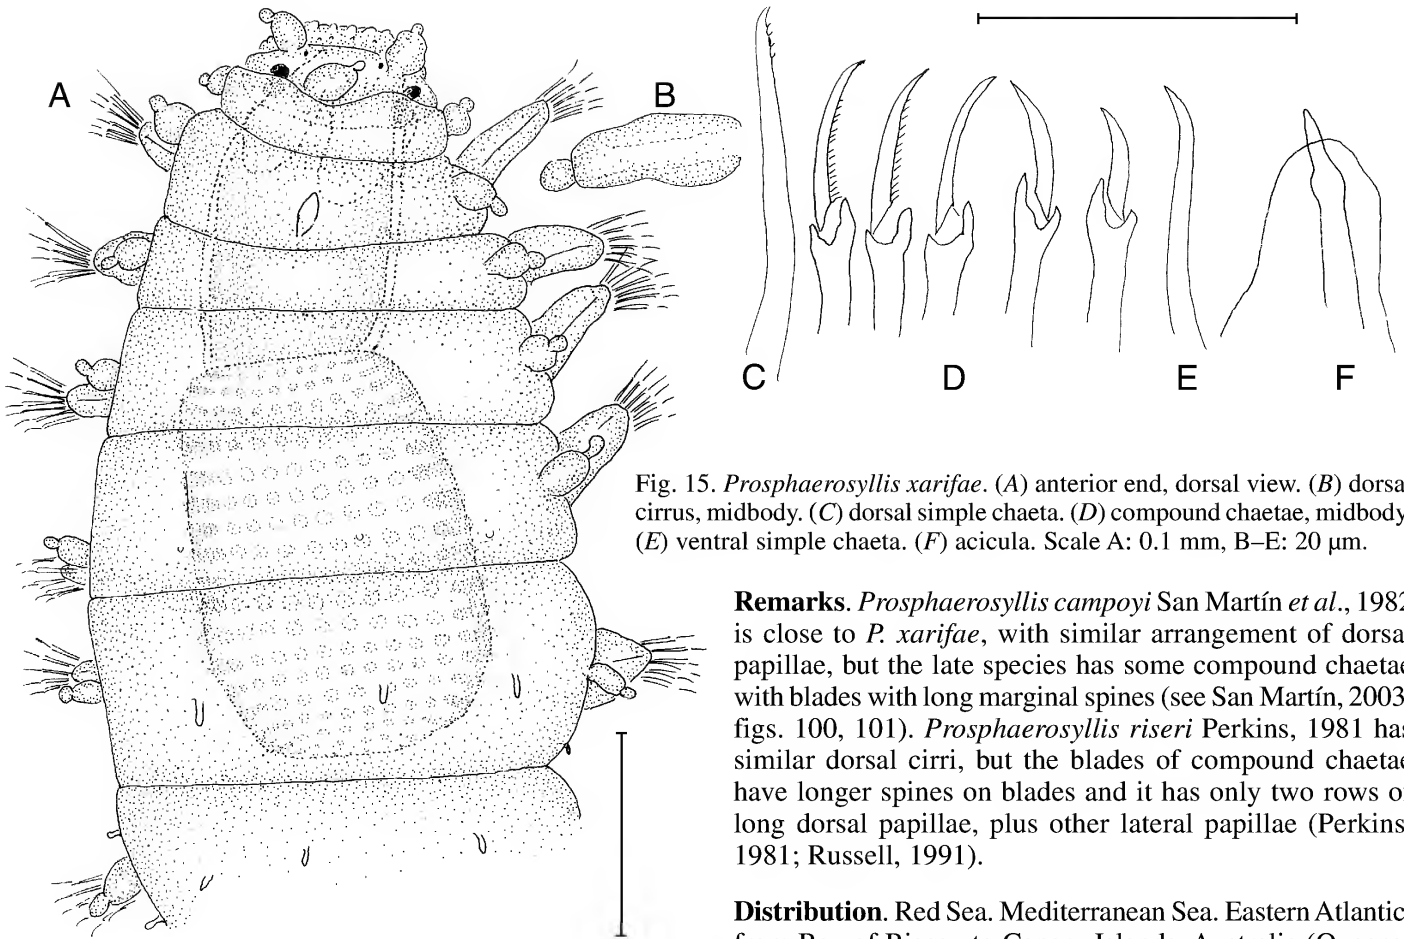 A
B
C
D
E
F
Fig. 15. Prosphaerosyllis xarifae. (A) anterior end, dorsal view. (B) dorsa
cirrus, midbody. (C) dorsal simple chaeta. (D) compound chaetae, midbody
(E) ventral simple chaeta. (F) acicula. Scale A: 0.1 mm, B–E: 20 µm.
Remarks. Prosphaerosyllis campoyi San Martín et al., 1982
is close to P. xarifae, with similar arrangement of dorsa
papillae, but the late species has some compound chaetae
with blades with long marginal spines (see San Martín, 2003
figs. 100, 101). Prosphaerosyllis riseri Perkins, 1981 has
similar dorsal cirri, but the blades of compound chaetae
have longer spines on blades and it has only two rows o
long dorsal papillae, plus other lateral papillae (Perkins
1981; Russell, 1991).
Distribution. Red Sea. Mediterranean Sea. Eastern Atlantic